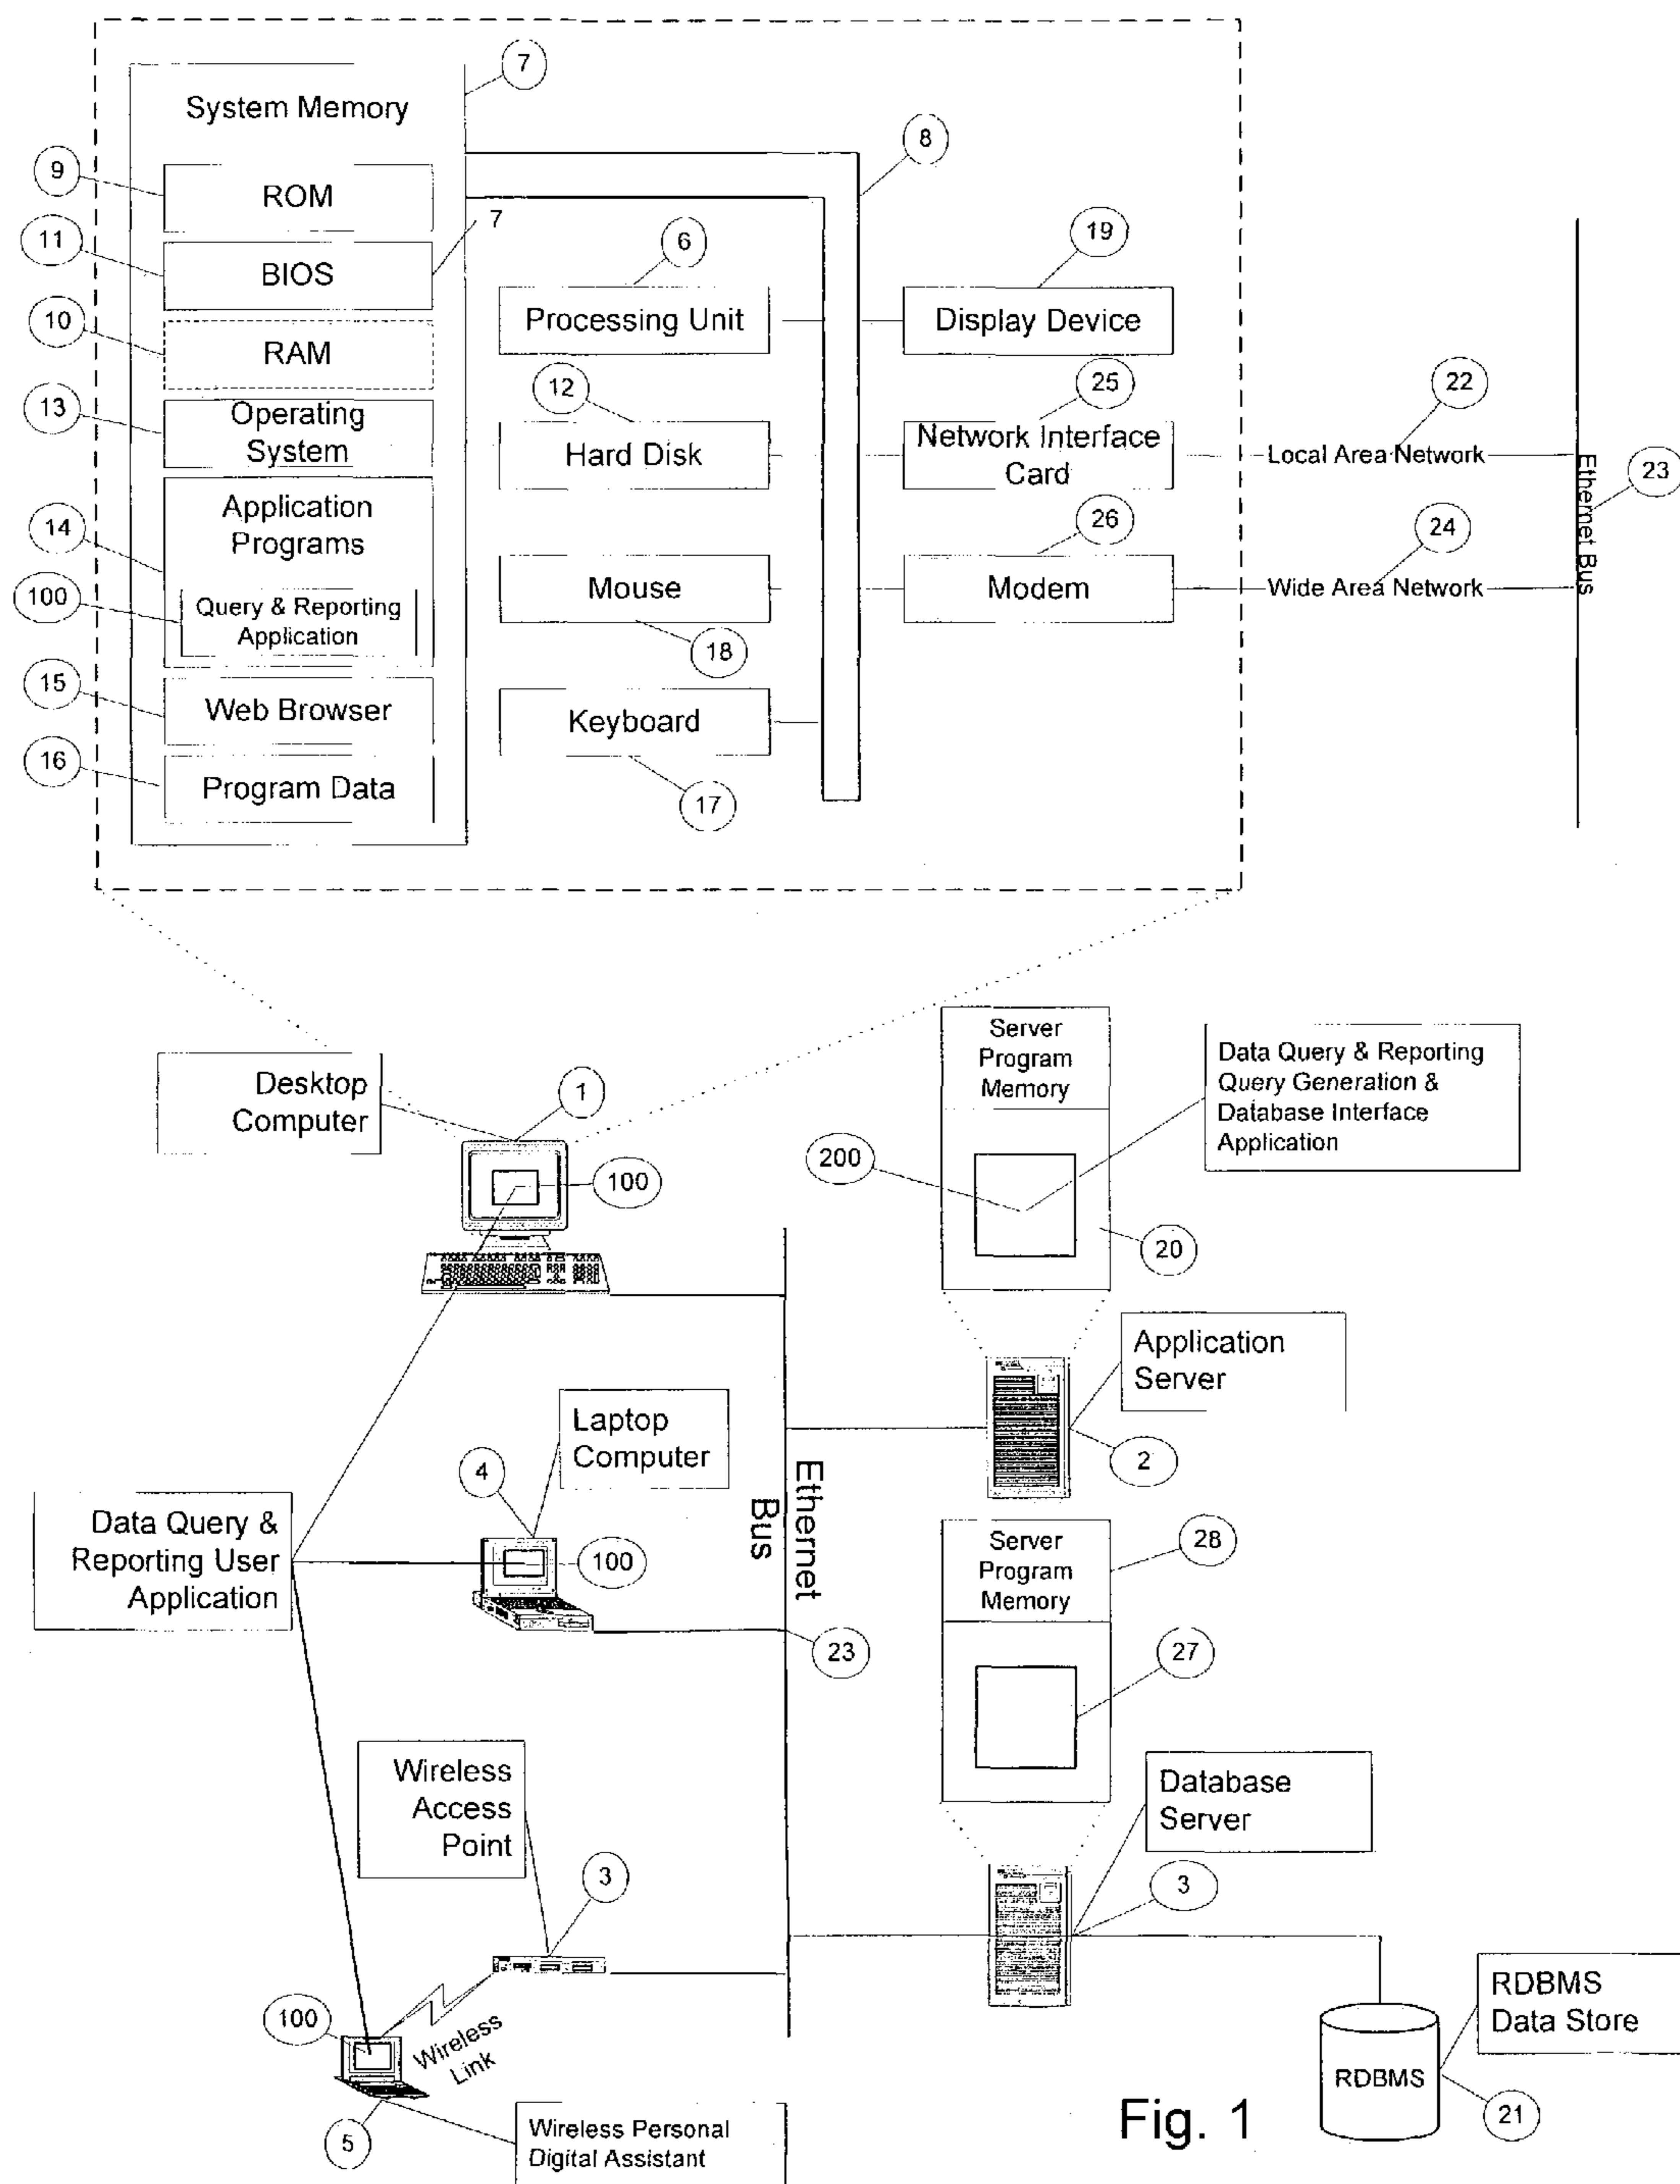 7
System Memory
9
ROM
8
7
11
BIOS
6
19
10
RAM
Processing Unit
Display Device
13
Operating
System
12
25
22
Hard Disk
Network Interface
Card
Local Area Network
Ethernet Bus
23
14
Application
Programs
26
24
100
Query & Reporting
Application
Mouse
Modem
Wide Area Network
18
15
Web Browser
Keyboard
16
Program Data
17
Desktop
Computer
1
100
Server
Program
Memory
Data Query & Reporting
Query Generation &
Database Interface
Application
200
20
Application
Server
2
Laptop
Computer
4
100
Ethernet
Bus
Data Query &
Reporting User
Application
23
Server
Program
Memory
28
27
Wireless
Access
Point
3
Database
Server
3
100
Wireless
Link
5
Wireless Personal
Digital Assistant
RDBMS
Data Store
RDBMS
21
Fig. 1